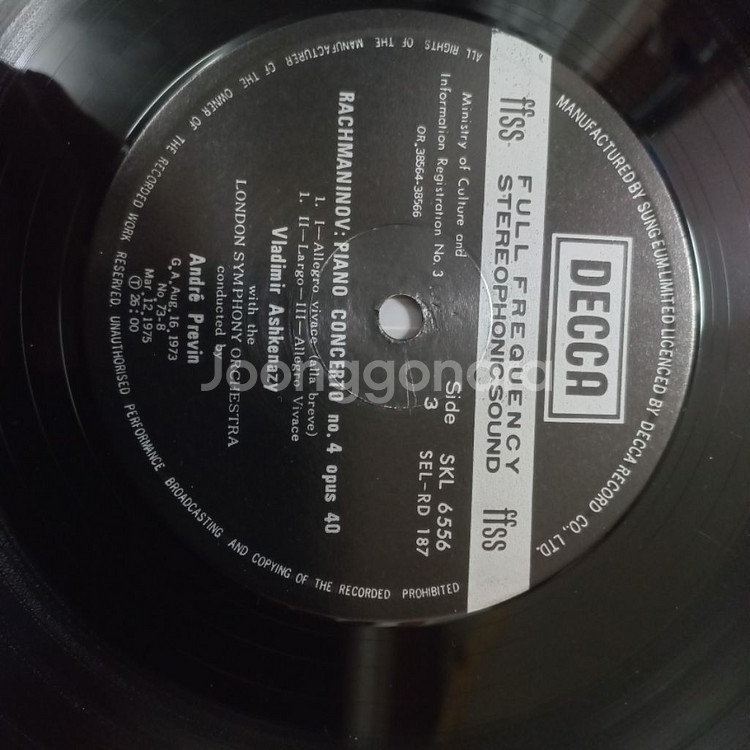 MANUFACTURED BY SUNG EUM LIMITED LICENCED BY DECCA RECORD CO., LTD.
DECCA
ffss FULL FREQUENCY STEREOPHONIC SOUND ffss
Ministry of Culture and
Information Registration No. 3
OR. 38564-38566
Side
3
SKL 6556
SEL-RD 187
RACHMANINOV: PIANO CONCERTO no. 4 opus 40
1. I—Allegro vivace (alla breve)
1. II—Largo—III—Allegro Vivace
Vladimir Ashkenazy
with the
LONDON SYMPHONY ORCHESTRA
conducted by
André Previn
G.A. Aug. 16, 1973
No. 73-8
Mar. 12, 1975
Ⓣ 26:00
ALL RIGHTS OF THE MANUFACTURER OF THE OWNER OF THE RECORDED WORK RESERVED, UNAUTHORISED PERFORMANCE BROADCASTING AND COPYING OF THE RECORDED PROHIBITED
Joonggonara